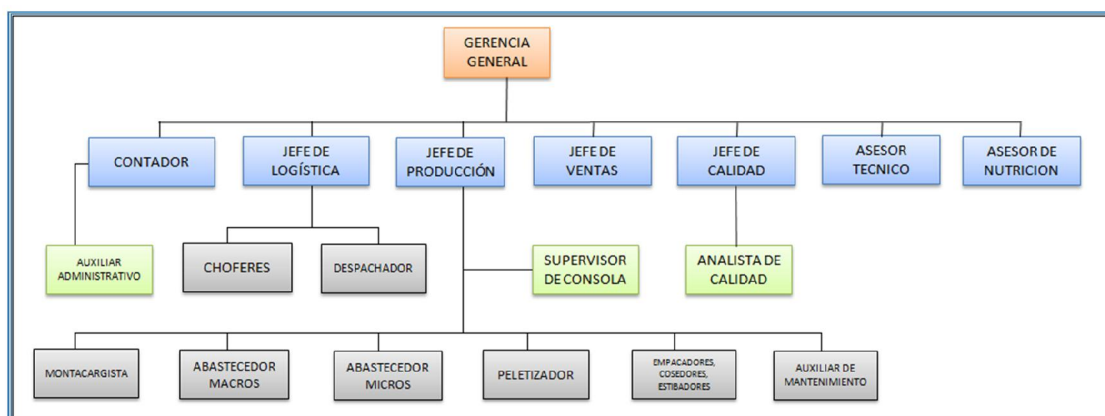 GERENCIA
GENERAL
CONTADOR
JEFE DE
LOGÍSTICA
JEFE DE
PRODUCCIÓN
JEFE DE
VENTAS
JEFE DE
CALIDAD
ASESOR
TECNICO
ASESOR DE
NUTRICION
AUXILIAR
ADMINISTRATIVO
CHOFERES
DESPACHADOR
SUPERVISOR
DE CONSOLA
ANALISTA DE
CALIDAD
MONTACARGISTA
ABASTECEDOR
MACROS
ABASTECEDOR
MICROS
PELETIZADOR
EMPACADORES,
COSEDORES,
ESTIBADORES
AUXILIAR DE
MANTENIMIENTO